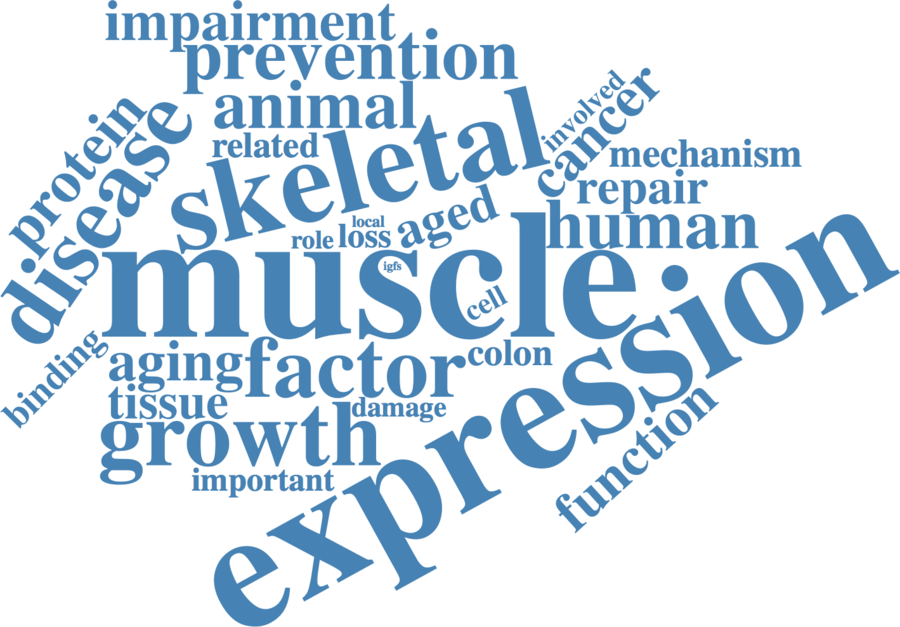 impairment
prevention
animal
involved
cancer
protein
disease
related
skeletal
mechanism
repair
local
role
loss
aged
human
igfs
muscle
cell
expression
binding
aging
factor
colon
tissue
damage
growth
function
important